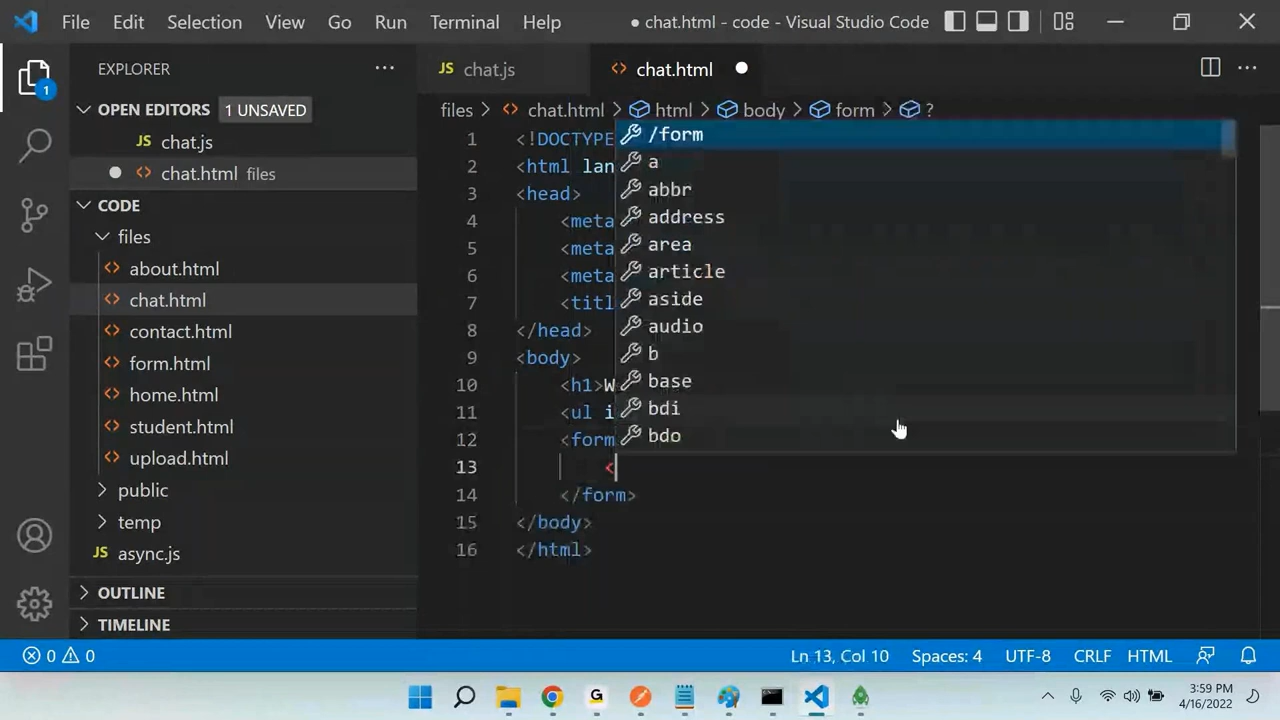 File Edit Selection View Go Run Terminal Help
● chat.html - code - Visual Studio Code
EXPLORER
OPEN EDITORS 1 UNSAVED
JS chat.js
chat.html files
CODE
files
about.html
chat.html
contact.html
form.html
home.html
student.html
upload.html
public
temp
JS async.js
OUTLINE
TIMELINE
1
JS chat.js
chat.html
files > chat.html > html > body > form > ?
1 <!DOCTYPE
2 <html lan
3 <head>
4 <meta
5 <meta
6 <meta
7 <titl
8 </head>
9 <body>
10 <h1>W
11 <ul i
12 <form
13 <
14 </form>
15 </body>
16 </html>
/form
a
abbr
address
area
article
aside
audio
b
base
bdi
bdo
0 0 Ln 13, Col 10 Spaces: 4 UTF-8 CRLF HTML
G
3:59 PM
4/16/2022